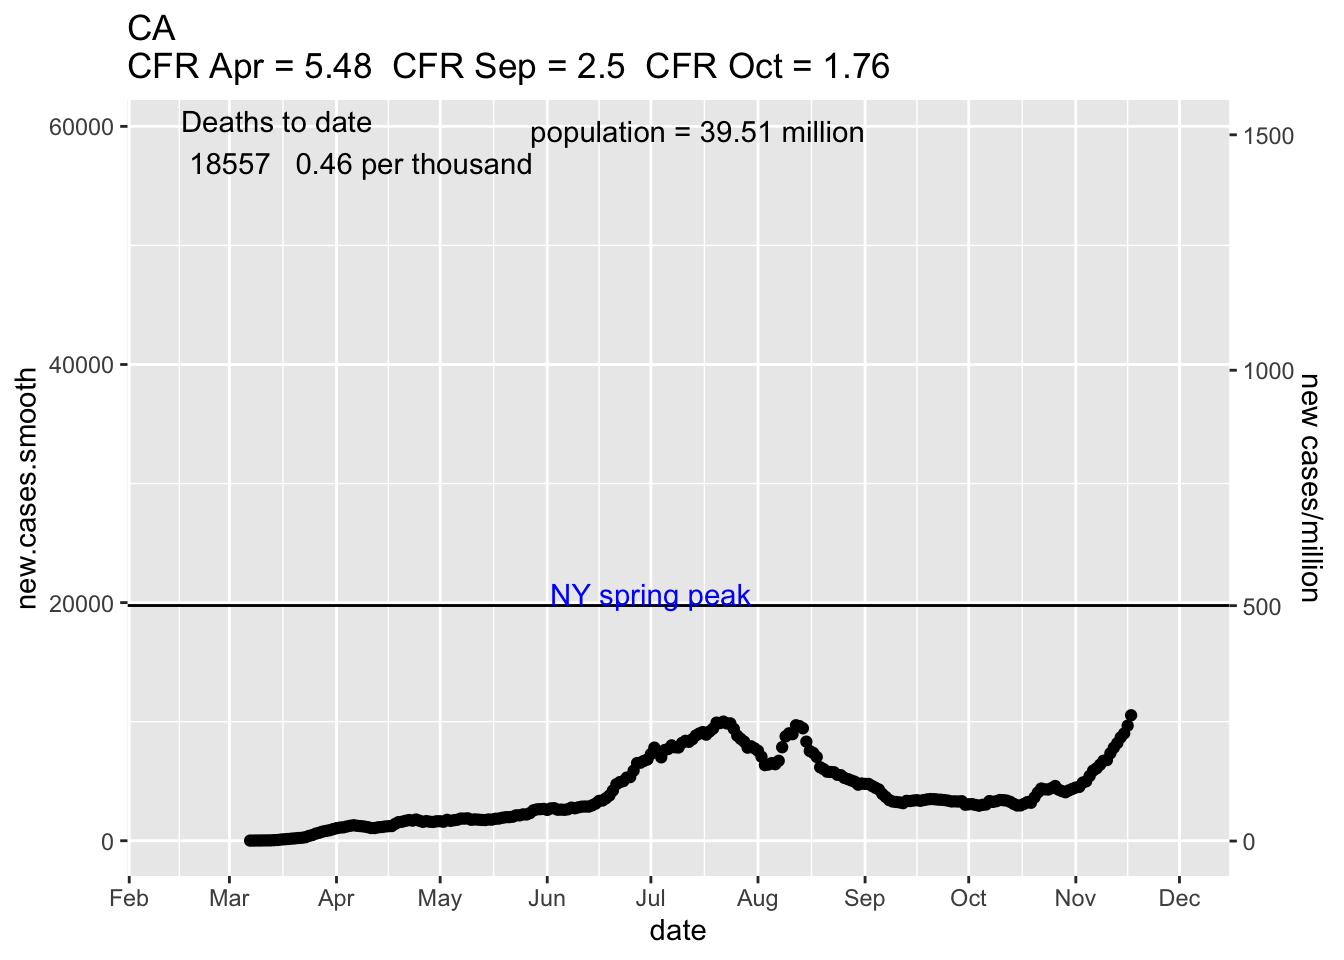 CA
CFR Apr = 5.48  CFR Sep = 2.5  CFR Oct = 1.76
Deaths to date
population = 39.51 million
18557   0.46 per thousand
NY spring peak
new.cases.smooth
60000
40000
20000
0
1500
1000
500
0
new cases/million
Feb Mar Apr May Jun Jul Aug Sep Oct Nov Dec
date